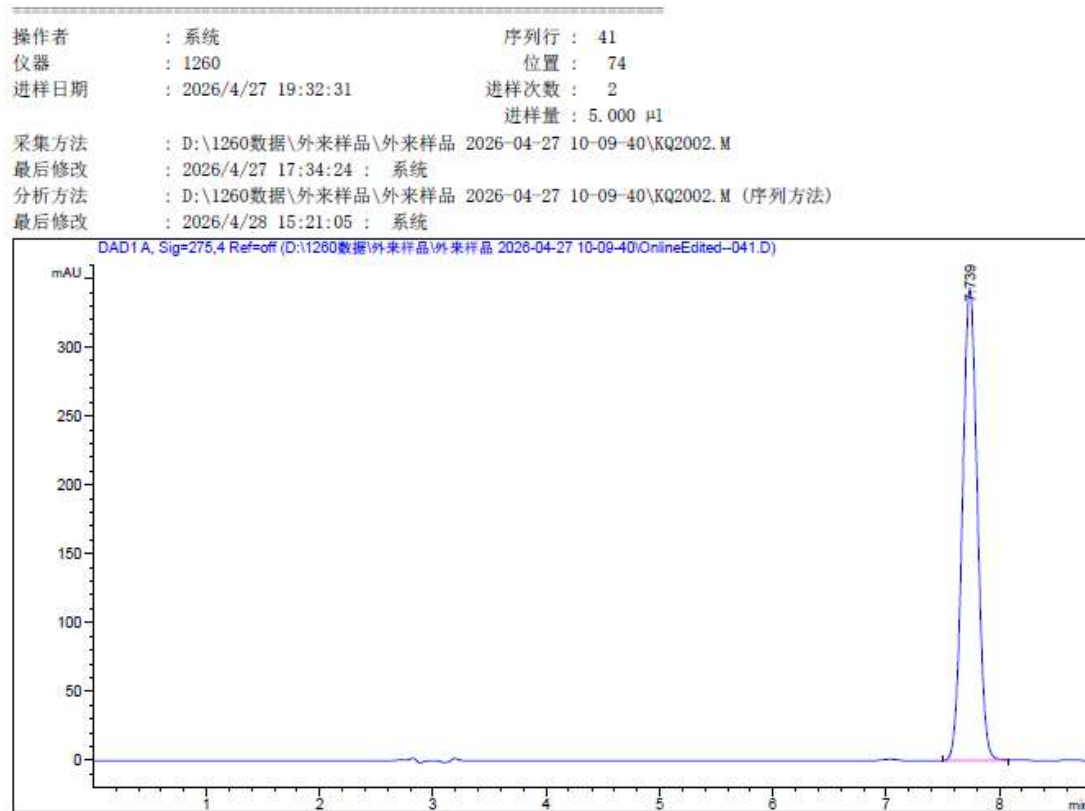 =====================================================================
操作者 : 系统 序列行 : 41
仪器 : 1260 位置 : 74
进样日期 : 2026/4/27 19:32:31 进样次数 : 2
进样量 : 5.000 µl
采集方法 : D:\1260数据\外来样品\外来样品 2026-04-27 10-09-40\KQ2002.M
最后修改 : 2026/4/27 17:34:24 : 系统
分析方法 : D:\1260数据\外来样品\外来样品 2026-04-27 10-09-40\KQ2002.M (序列方法)
最后修改 : 2026/4/28 15:21:05 : 系统
DAD1 A, Sig=275,4 Ref=off (D:\1260数据\外来样品\外来样品 2026-04-27 10-09-40\OnlineEdited--041.D)
mAU
7.739
300
250
200
150
100
50
0
1 2 3 4 5 6 7 8 min